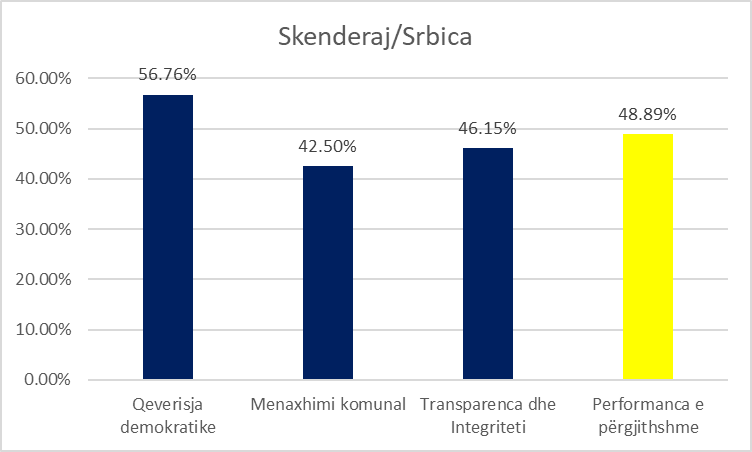 Skenderaj/Srbica
60.00%
50.00%
40.00%
30.00%
20.00%
10.00%
0.00%
56.76%
42.50%
46.15%
48.89%
Qeverisja
demokratike
Menaxhimi komunal
Transparenca dhe
Integriteti
Performanca e
përgjithshme